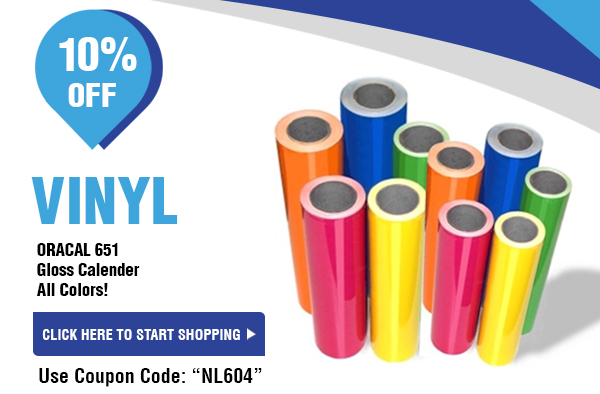 10%
OFF
VINYL
ORACAL 651
Gloss Calender
All Colors!
CLICK HERE TO START SHOPPING
Use Coupon Code: “NL604”